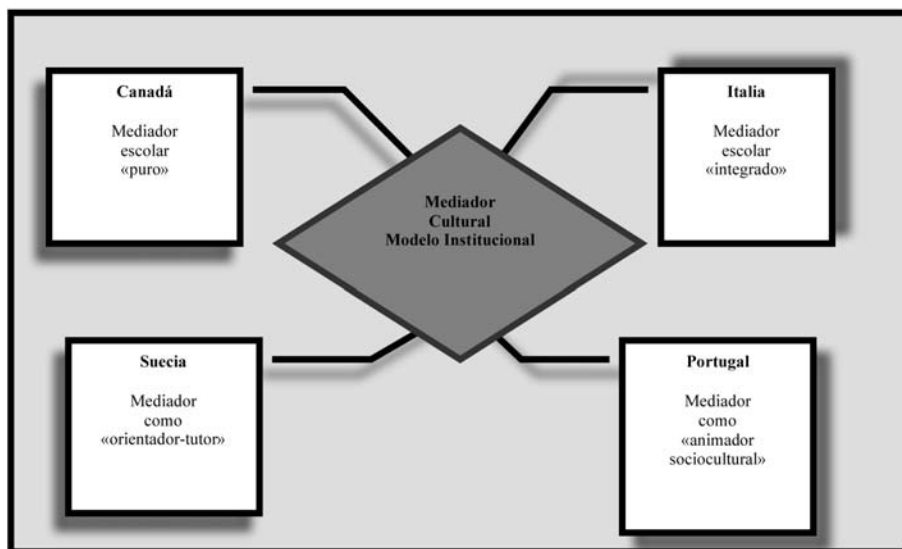 Canadá
Mediador
escolar
«puro»
Italia
Mediador
escolar
«integrado»
Mediador
Cultural
Modelo Institucional
Suecia
Mediador
como
«orientador-tutor»
Portugal
Mediador
como
«animador
sociocultural»